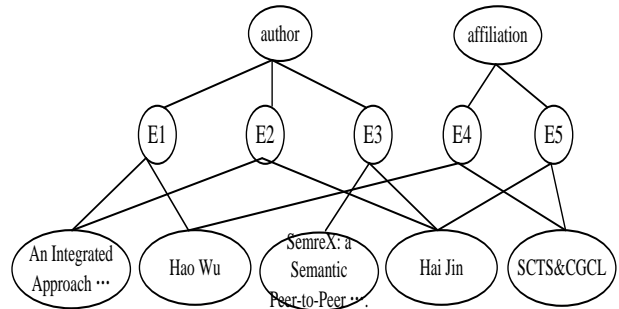 author
affiliation
E1
E2
E3
E4
E5
An Integrated
Approach ⋯
Hao Wu
SemreX: a
Semantic
Peer-to-Peer ⋯.
Hai Jin
SCTS&CGCL